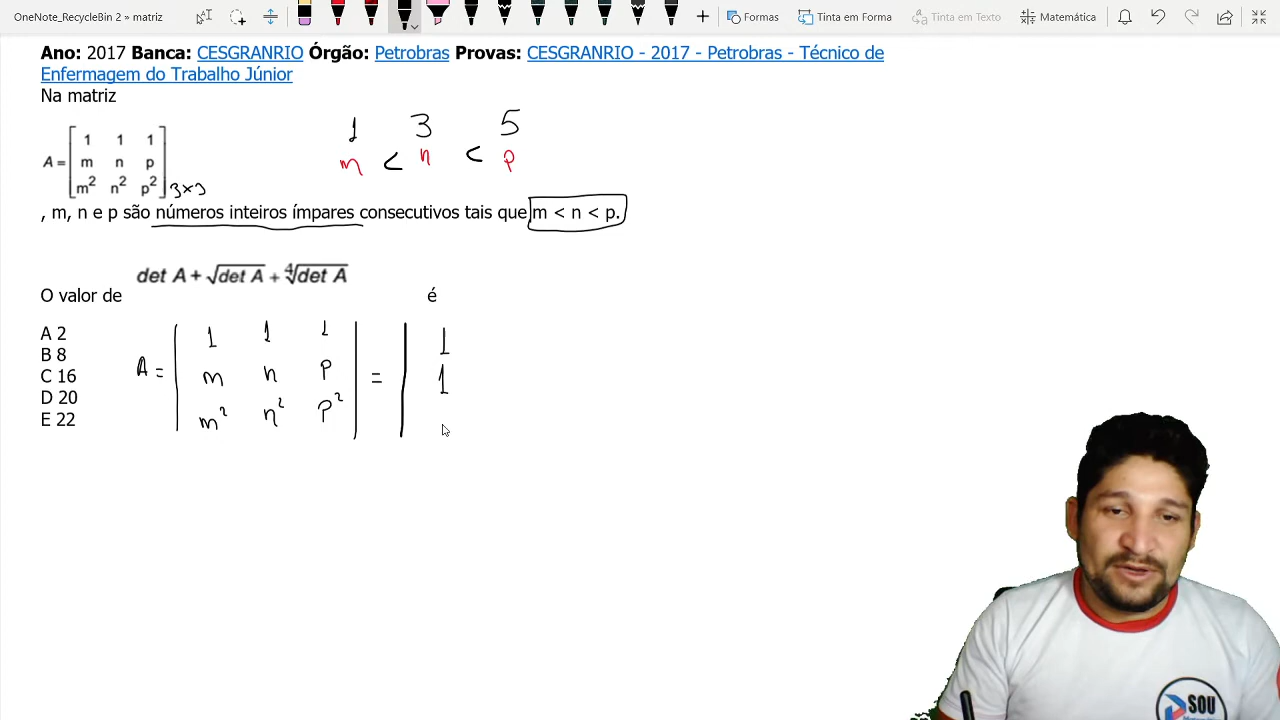 OneNote_RecycleBin 2 » matriz
Formas Tinta em Forma Tinta em Texto Matemática
Ano: 2017 Banca: CESGRANRIO Órgão: Petrobras Provas: CESGRANRIO - 2017 - Petrobras - Técnico de
Enfermagem do Trabalho Júnior
Na matriz
1 3 5
m < n < p
A = [ 1 1 1
m n p
m² n² p² ] 3x3
, m, n e p são números inteiros ímpares consecutivos tais que m < n < p.
det A + √det A + ∜det A
O valor de é
A 2
B 8
C 16
D 20
E 22
1 1 1 1
A = m n p = 1
m² n² p²
SOU